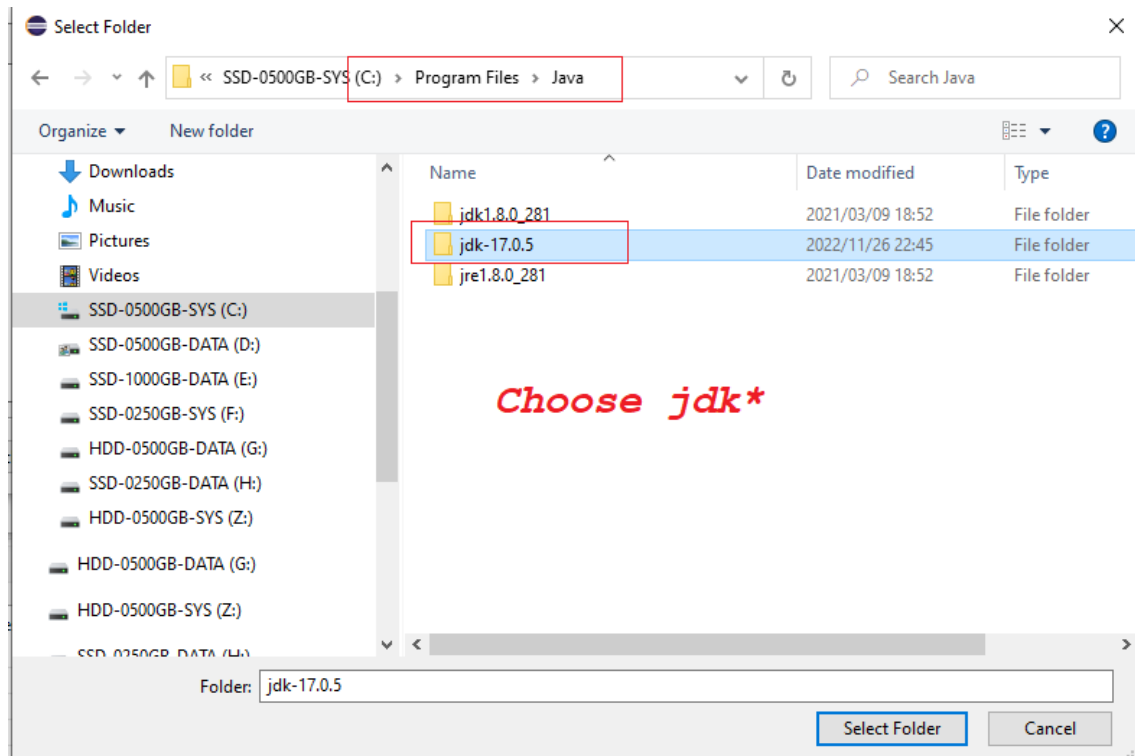 Select Folder
« SSD-0500GB-SYS (C:) › Program Files › Java
Search Java
Organize
New folder
?
Downloads
Music
Pictures
Videos
SSD-0500GB-SYS (C:)
SSD-0500GB-DATA (D:)
SSD-1000GB-DATA (E:)
SSD-0250GB-SYS (F:)
HDD-0500GB-DATA (G:)
SSD-0250GB-DATA (H:)
HDD-0500GB-SYS (Z:)
HDD-0500GB-DATA (G:)
HDD-0500GB-SYS (Z:)
SSD-0250GB-DATA (H:)
Name Date modified Type
jdk1.8.0_281 2021/03/09 18:52 File folder
jdk-17.0.5 2022/11/26 22:45 File folder
jre1.8.0_281 2021/03/09 18:52 File folder
Choose jdk*
Folder: jdk-17.0.5
Select Folder Cancel